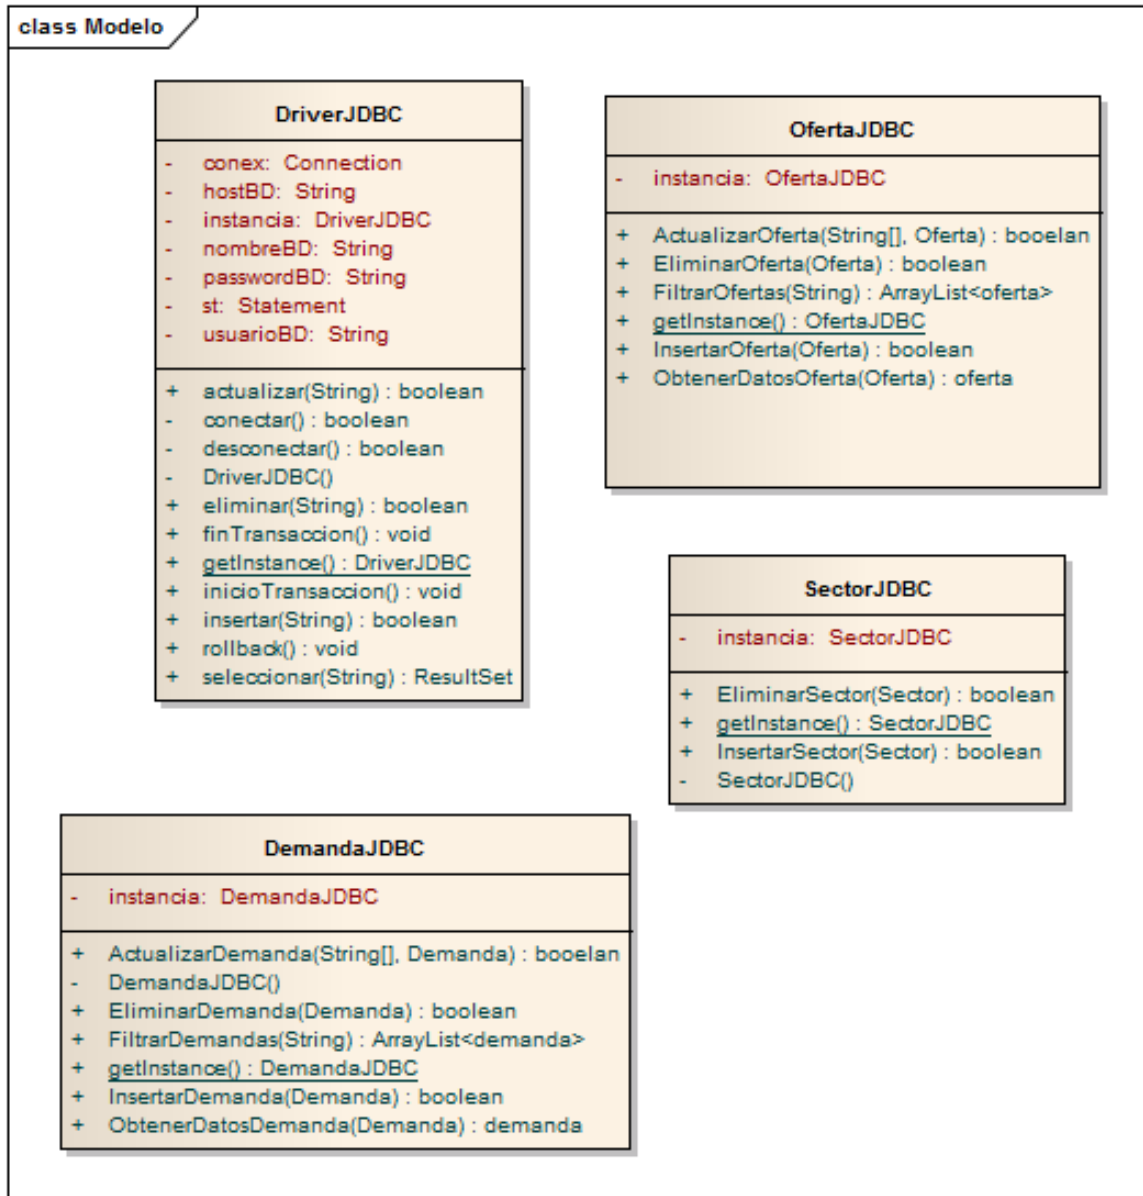 class Modelo
DriverJDBC
- conex: Connection
- hostBD: String
- instancia: DriverJDBC
- nombreBD: String
- passwordBD: String
- st: Statement
- usuarioBD: String
+ actualizar(String) : boolean
- conectar() : boolean
- desconectar() : boolean
- DriverJDBC()
+ eliminar(String) : boolean
+ finTransaccion() : void
+ getInstance() : DriverJDBC
+ inicioTransaccion() : void
+ insertar(String) : boolean
+ rollback() : void
+ seleccionar(String) : ResultSet
OfertaJDBC
- instancia: OfertaJDBC
+ ActualizarOferta(String[], Oferta) : booelan
+ EliminarOferta(Oferta) : boolean
+ FiltrarOfertas(String) : ArrayList<oferta>
+ getInstance() : OfertaJDBC
+ InsertarOferta(Oferta) : boolean
+ ObtenerDatosOferta(Oferta) : oferta
SectorJDBC
- instancia: SectorJDBC
+ EliminarSector(Sector) : boolean
+ getInstance() : SectorJDBC
+ InsertarSector(Sector) : boolean
- SectorJDBC()
DemandaJDBC
- instancia: DemandaJDBC
+ ActualizarDemanda(String[], Demanda) : booelan
- DemandaJDBC()
+ EliminarDemanda(Demanda) : boolean
+ FiltrarDemandas(String) : ArrayList<demanda>
+ getInstance() : DemandaJDBC
+ InsertarDemanda(Demanda) : boolean
+ ObtenerDatosDemanda(Demanda) : demanda